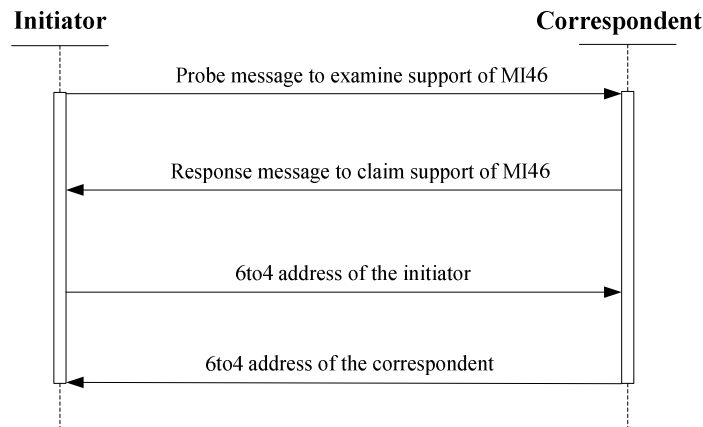 Initiator
Correspondent
Probe message to examine support of MI46
Response message to claim support of MI46
6to4 address of the initiator
6to4 address of the correspondent